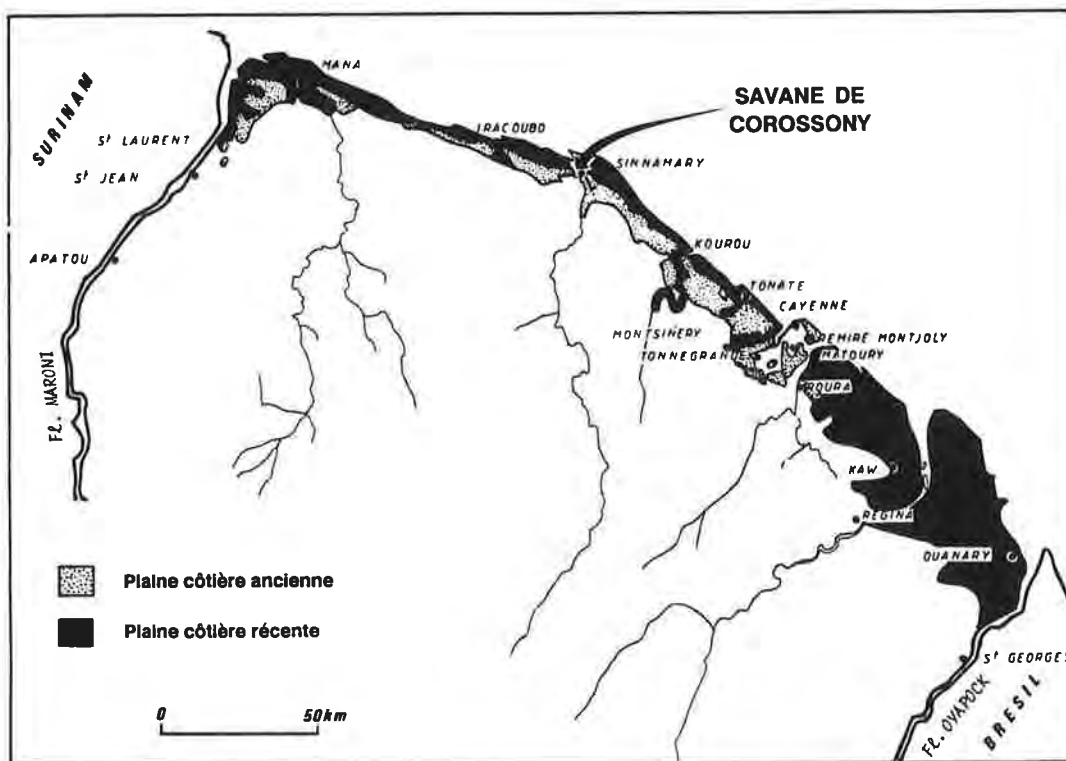 MANA
SURINAM
SAVANE DE
COROSSONY
IRACOUBO
St LAURENT
SINNAMARY
St JEAN
KOUROU
APATOU
TONATE
CAYENNE
MONTSINERY
REMIRE MONTJOLY
TONNEGRANDE
MATOURY
ROURA
Fl. MARONI
KAW
REGINA
OUANARY
Plaine côtière ancienne
Plaine côtière récente
St GEORGES
0 50km
Fl. OYAPOCK
BRESIL